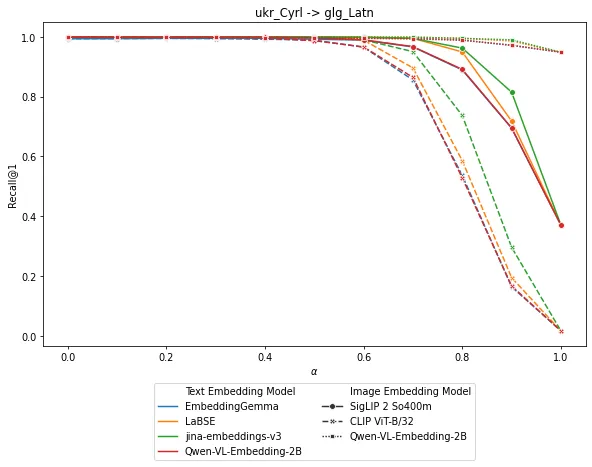 ukr_Cyrl -> glg_Latn
Recall@1
1.0
0.8
0.6
0.4
0.2
0.0
0.0 0.2 0.4 0.6 0.8 1.0
α
Text Embedding Model
EmbeddingGemma
LaBSE
jina-embeddings-v3
Qwen-VL-Embedding-2B
Image Embedding Model
SigLIP 2 So400m
CLIP ViT-B/32
Qwen-VL-Embedding-2B